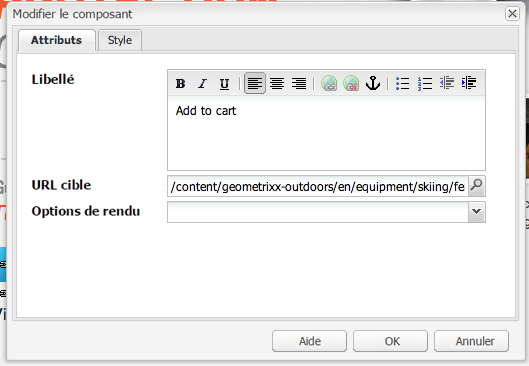 Modifier le composant
Attributs
Style
Libellé
B I U
Add to cart
URL cible
/content/geometrixx-outdoors/en/equipment/skiing/fe
Options de rendu
Aide
OK
Annuler